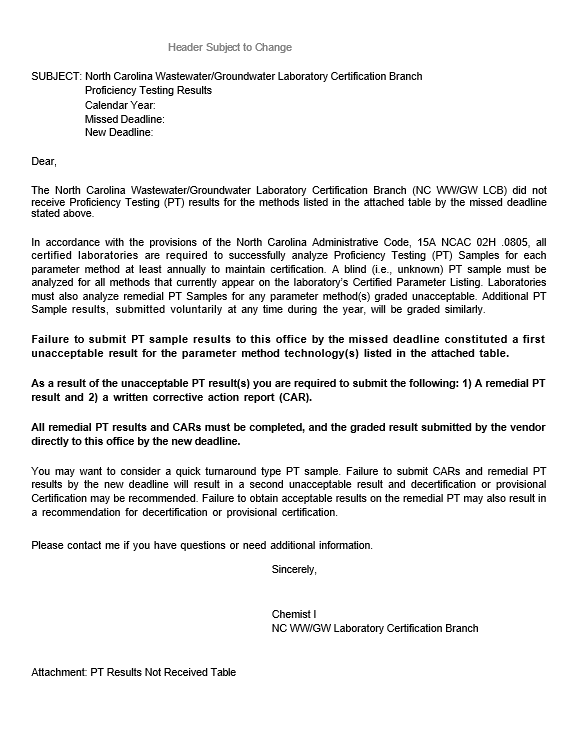 Header Subject to Change
SUBJECT: North Carolina Wastewater/Groundwater Laboratory Certification Branch
Proficiency Testing Results
Calendar Year:
Missed Deadline:
New Deadline:
Dear,
The North Carolina Wastewater/Groundwater Laboratory Certification Branch (NC WW/GW LCB) did not
receive Proficiency Testing (PT) results for the methods listed in the attached table by the missed deadline
stated above.
In accordance with the provisions of the North Carolina Administrative Code, 15A NCAC 02H .0805, all
certified laboratories are required to successfully analyze Proficiency Testing (PT) Samples for each
parameter method at least annually to maintain certification. A blind (i.e., unknown) PT sample must be
analyzed for all methods that currently appear on the laboratory's Certified Parameter Listing. Laboratories
must also analyze remedial PT Samples for any parameter method(s) graded unacceptable. Additional PT
Sample results, submitted voluntarily at any time during the year, will be graded similarly.
Failure to submit PT sample results to this office by the missed deadline constituted a first
unacceptable result for the parameter method technology(s) listed in the attached table.
As a result of the unacceptable PT result(s) you are required to submit the following: 1) A remedial PT
result and 2) a written corrective action report (CAR).
All remedial PT results and CARs must be completed, and the graded result submitted by the vendor
directly to this office by the new deadline.
You may want to consider a quick turnaround type PT sample. Failure to submit CARs and remedial PT
results by the new deadline will result in a second unacceptable result and decertification or provisional
Certification may be recommended. Failure to obtain acceptable results on the remedial PT may also result in
a recommendation for decertification or provisional certification.
Please contact me if you have questions or need additional information.
Sincerely,
Chemist I
NC WW/GW Laboratory Certification Branch
Attachment: PT Results Not Received Table